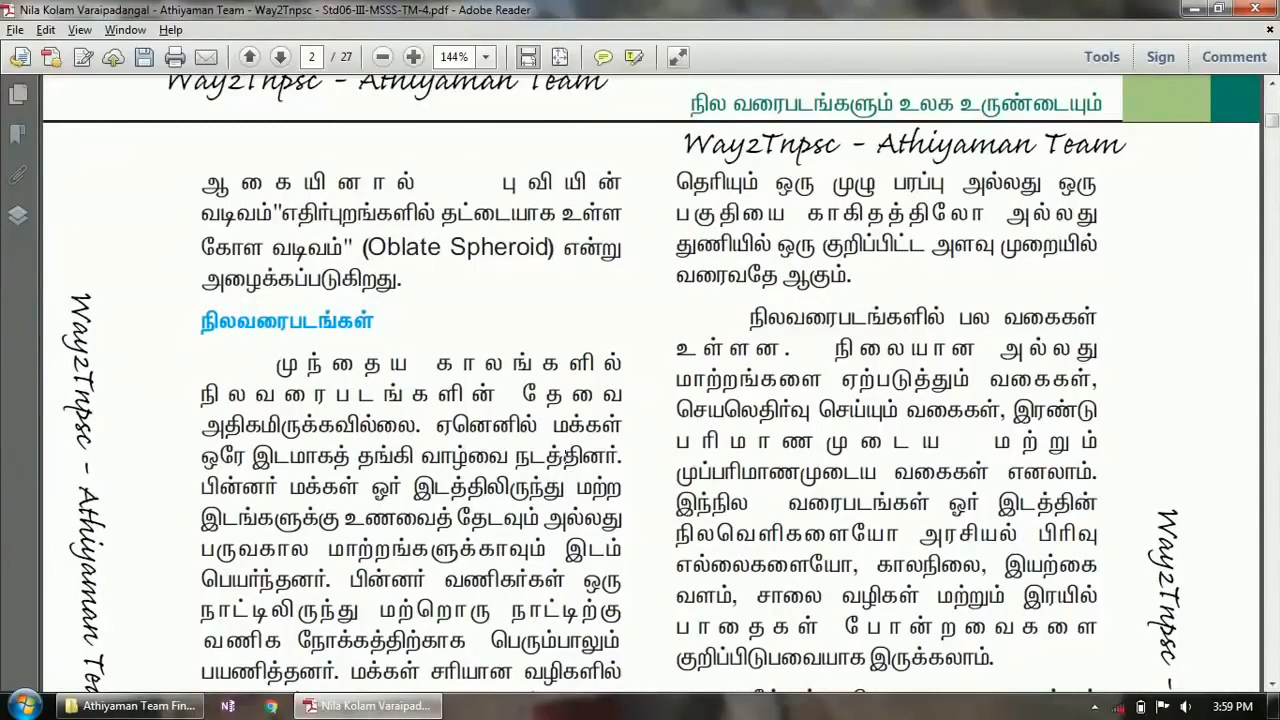 Nila Kolam Varaipadangal - Athiyaman Team - Way2Tnpsc - Std06-III-MSSS-TM-4.pdf - Adobe Reader
File Edit View Window Help
2 / 27 144% Tools Sign Comment
Way2Tnpsc - Athiyaman Team
நில வரைபடங்களும் உலக உருண்டையும்
Way2Tnpsc - Athiyaman Team
ஆகையினால் புவியின்
வடிவம்"எதிர்புறங்களில் தட்டையாக உள்ள
கோள வடிவம்" (Oblate Spheroid) என்று
அழைக்கப்படுகிறது.
நிலவரைபடங்கள்
முந்தைய காலங்களில்
நிலவரைபடங்களின் தேவை
அதிகமிருக்கவில்லை. ஏனெனில் மக்கள்
ஒரே இடமாகத் தங்கி வாழ்வை நடத்தினர்.
பின்னர் மக்கள் ஓர் இடத்திலிருந்து மற்ற
இடங்களுக்கு உணவைத் தேடவும் அல்லது
பருவகால மாற்றங்களுக்காவும் இடம்
பெயர்ந்தனர். பின்னர் வணிகர்கள் ஒரு
நாட்டிலிருந்து மற்றொரு நாட்டிற்கு
வணிக நோக்கத்திற்காக பெரும்பாலும்
பயணித்தனர். மக்கள் சரியான வழிகளில்
தெரியும் ஒரு முழு பரப்பு அல்லது ஒரு
பகுதியை காகிதத்திலோ அல்லது
துணியில் ஒரு குறிப்பிட்ட அளவு முறையில்
வரைவதே ஆகும்.
நிலவரைபடங்களில் பல வகைகள்
உள்ளன. நிலையான அல்லது
மாற்றங்களை ஏற்படுத்தும் வகைகள்,
செயலெதிர்வு செய்யும் வகைகள், இரண்டு
பரிமாணமுடைய மற்றும்
முப்பரிமாணமுடைய வகைகள் எனலாம்.
இந்நில வரைபடங்கள் ஓர் இடத்தின்
நிலவெளிகளையோ அரசியல் பிரிவு
எல்லைகளையோ, காலநிலை, இயற்கை
வளம், சாலை வழிகள் மற்றும் இரயில்
பாதைகள் போன்றவைகளை
குறிப்பிடுபவையாக இருக்கலாம்.
Way2Tnpsc - Athiyaman Te
Way2Tnpsc -
Athiyaman Team Fin... Nila Kolam Varaipad... 3:59 PM